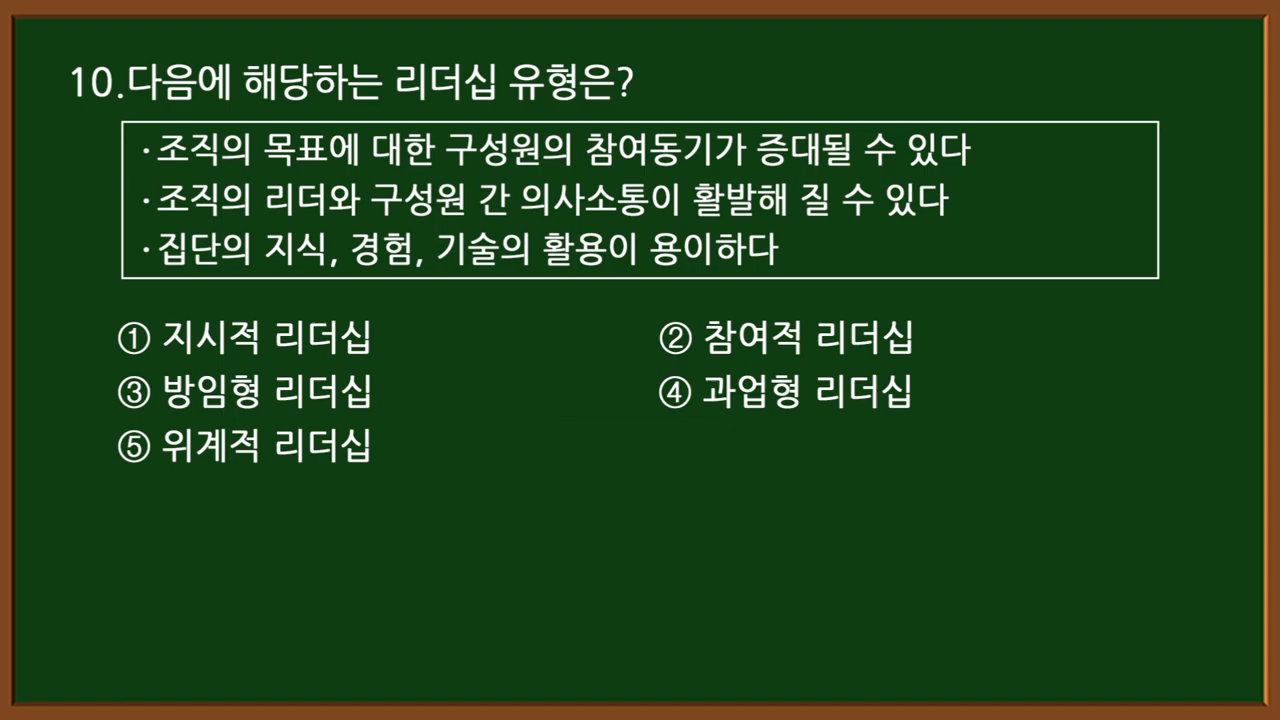 10.다음에 해당하는 리더십 유형은?
·조직의 목표에 대한 구성원의 참여동기가 증대될 수 있다
·조직의 리더와 구성원 간 의사소통이 활발해 질 수 있다
·집단의 지식, 경험, 기술의 활용이 용이하다
① 지시적 리더십 ② 참여적 리더십
③ 방임형 리더십 ④ 과업형 리더십
⑤ 위계적 리더십